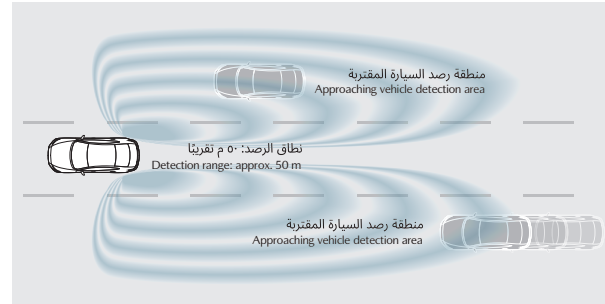 منطقة رصد السيارة المقتربة
Approaching vehicle detection area
نطاق الرصد: ٥٠ م تقريبًا
Detection range: approx. 50 m
منطقة رصد السيارة المقتربة
Approaching vehicle detection area